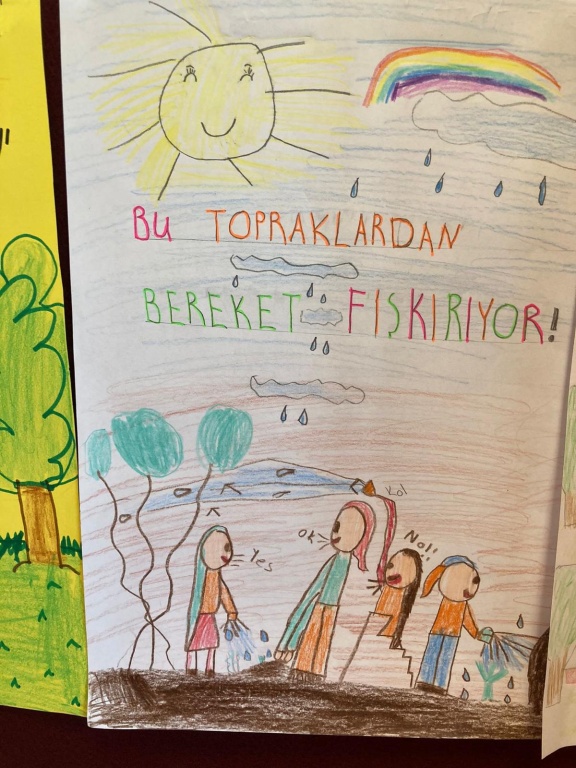 BU TOPRAKLARDAN
BEREKET FIŞKIRIYOR!
Kol
OK
No!!
Yes